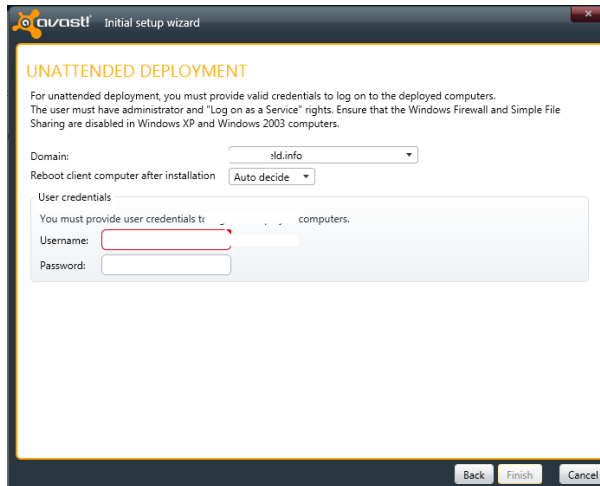 avast! Initial setup wizard
UNATTENDED DEPLOYMENT
For unattended deployment, you must provide valid credentials to log on to the deployed computers.
The user must have administrator and "Log on as a Service" rights. Ensure that the Windows Firewall and Simple File
Sharing are disabled in Windows XP and Windows 2003 computers.
Domain: eld.info
Reboot client computer after installation Auto decide
User credentials
You must provide user credentials to computers.
Username:
Password:
Back Finish Cancel